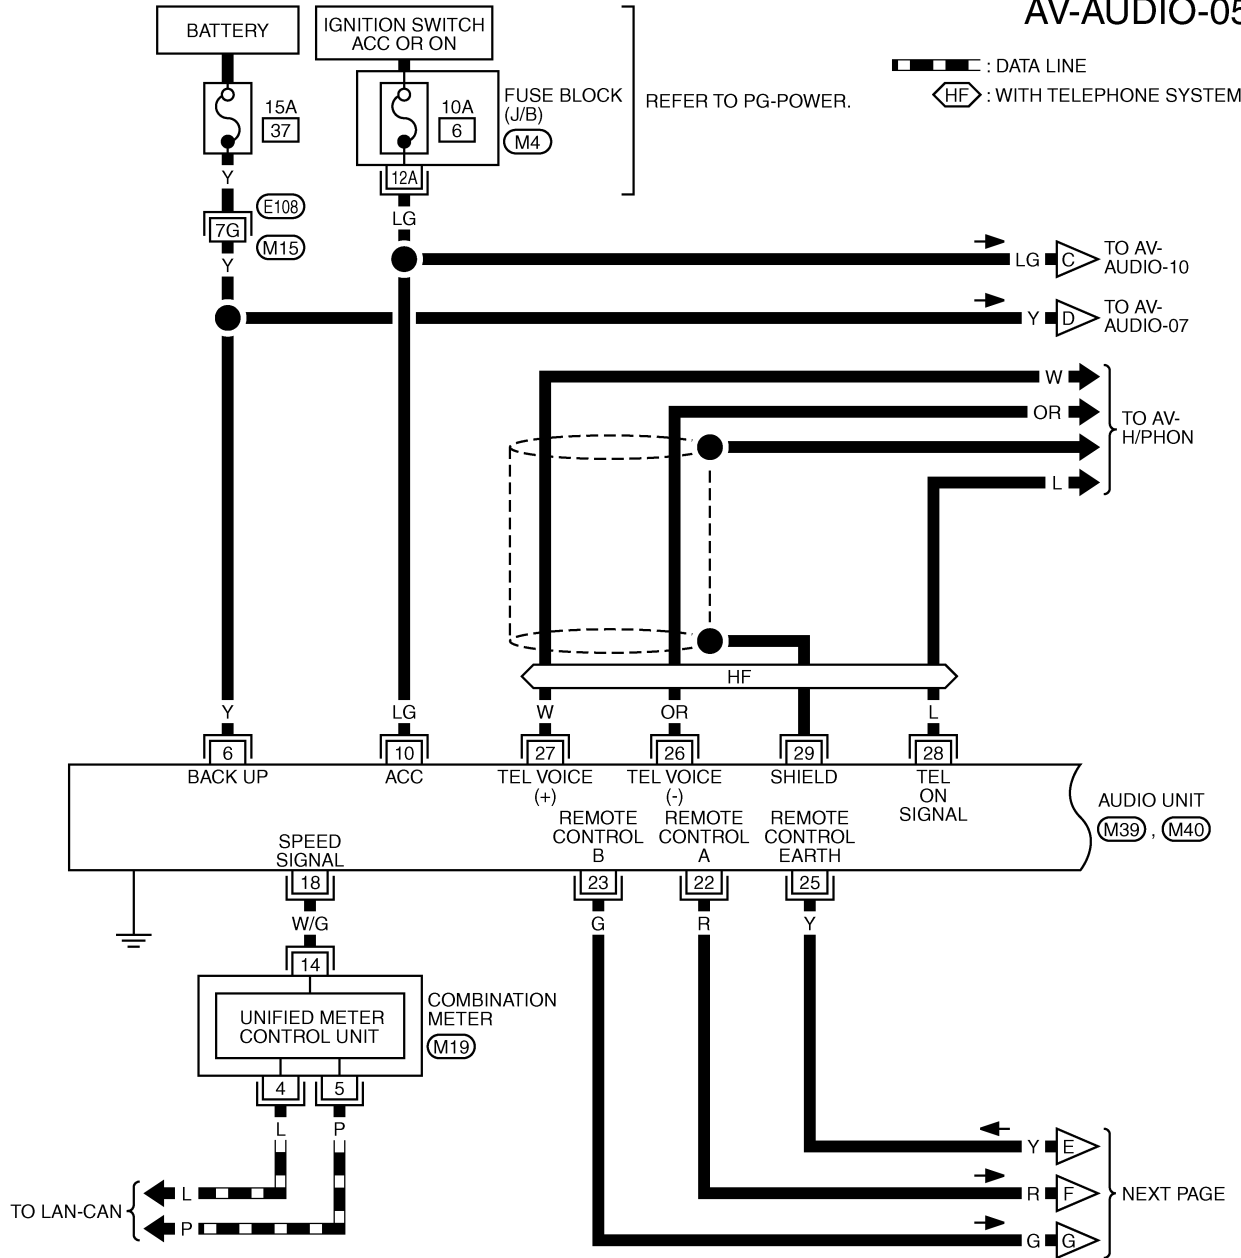 AV-AUDIO-05
BATTERY
IGNITION SWITCH
ACC OR ON
: DATA LINE
HF : WITH TELEPHONE SYSTEM
15A
37
10A
6
FUSE BLOCK
(J/B)
M4
REFER TO PG-POWER.
12A
Y
E108
7G
M15
LG
Y
LG C TO AV-
AUDIO-10
Y D TO AV-
AUDIO-07
W
OR
TO AV-
H/PHON
L
HF
Y LG W OR L
6 10 27 26 29 28
BACK UP
ACC
TEL VOICE
(+)
TEL VOICE
(-)
SHIELD
TEL
ON
SIGNAL
AUDIO UNIT
M39 , M40
SPEED
SIGNAL
REMOTE
CONTROL
B
REMOTE
CONTROL
A
REMOTE
CONTROL
EARTH
18 23 22 25
W/G G R Y
14
UNIFIED METER
CONTROL UNIT
COMBINATION
METER
M19
4 5
L P
TO LAN-CAN
L
P
Y E
R F
G G
NEXT PAGE